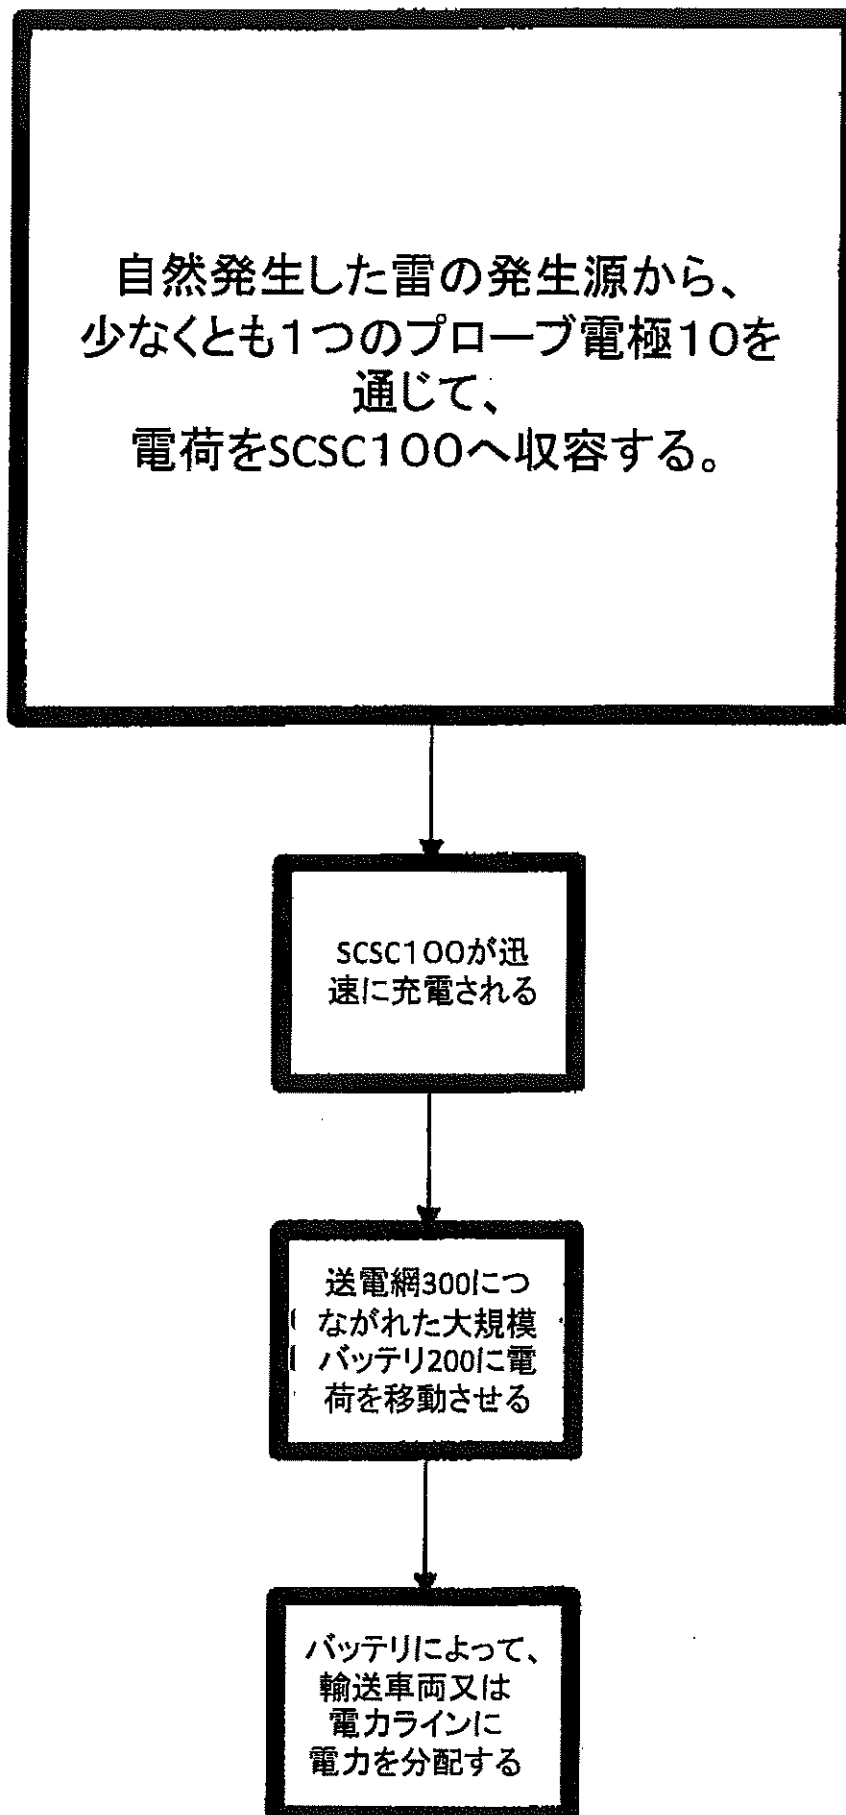 自然発生した雷の発生源から、
少なくとも1つのプローブ電極10を
通じて、
電荷をSCSC100へ収容する。
SCSC100が迅
速に充電される
送電網300につ
ながれた大規模
バッテリ200に電
荷を移動させる
バッテリによって、
輸送車両又は
電力ラインに
電力を分配する